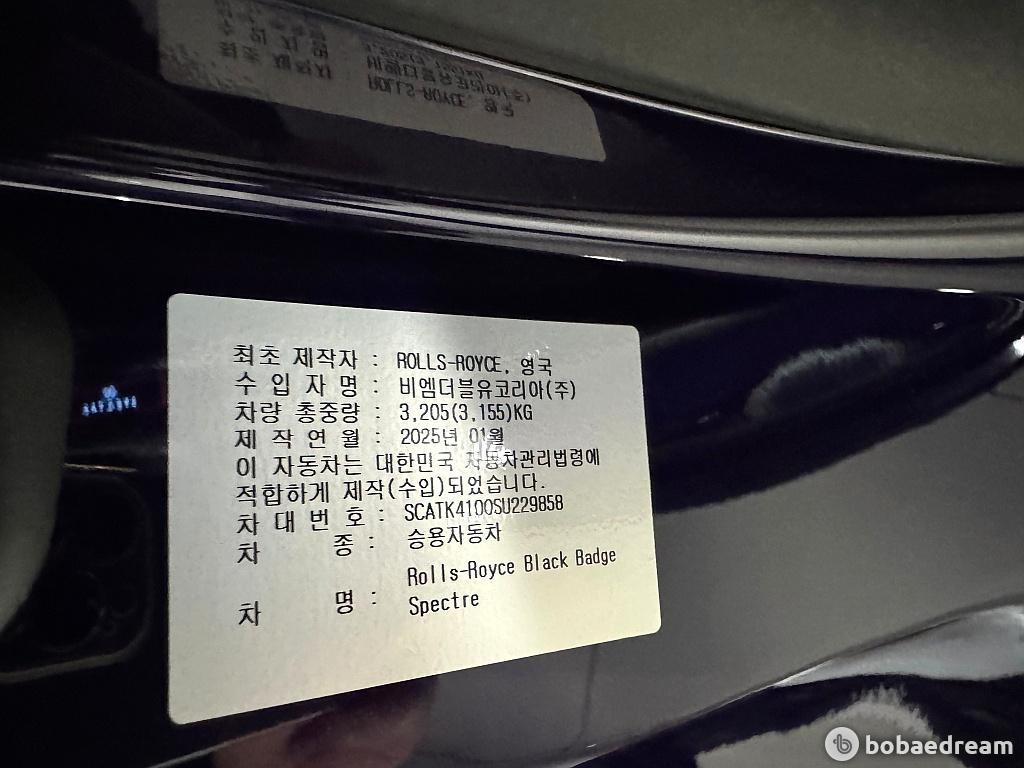 ROLLS-ROYCE, 영국
최초 제작자 : ROLLS-ROYCE, 영국
수 입 자 명 : 비엠더블유코리아(주)
차량 총중량 : 3,205(3,155)KG
제 작 연 월 : 2025년 01월
이 자동차는 대한민국 자동차관리법령에
적합하게 제작(수입)되었습니다.
차 대 번 호 : SCATK4100SU229858
차 종 : 승용자동차
차 명 : Rolls-Royce Black Badge
Spectre
bobaedream